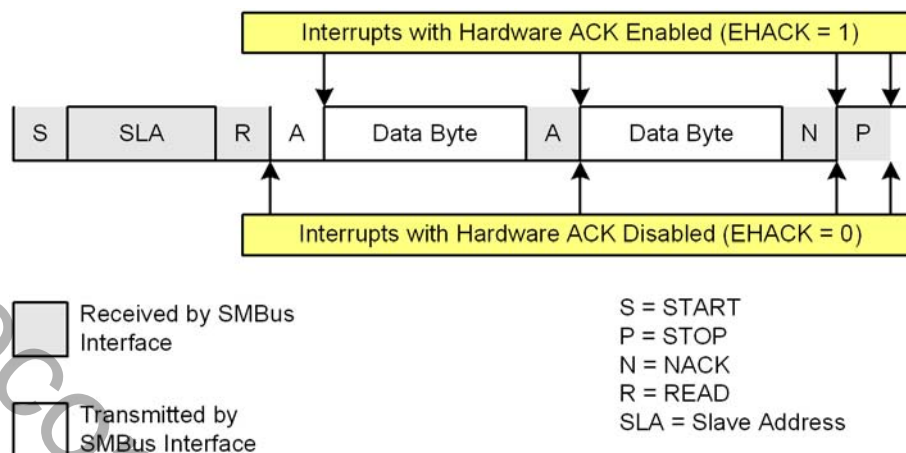 Interrupts with Hardware ACK Enabled (EHACK = 1)
S SLA R A Data Byte A Data Byte N P
Interrupts with Hardware ACK Disabled (EHACK = 0)
Received by SMBus
Interface
Transmitted by
SMBus Interface
S = START
P = STOP
N = NACK
R = READ
SLA = Slave Address